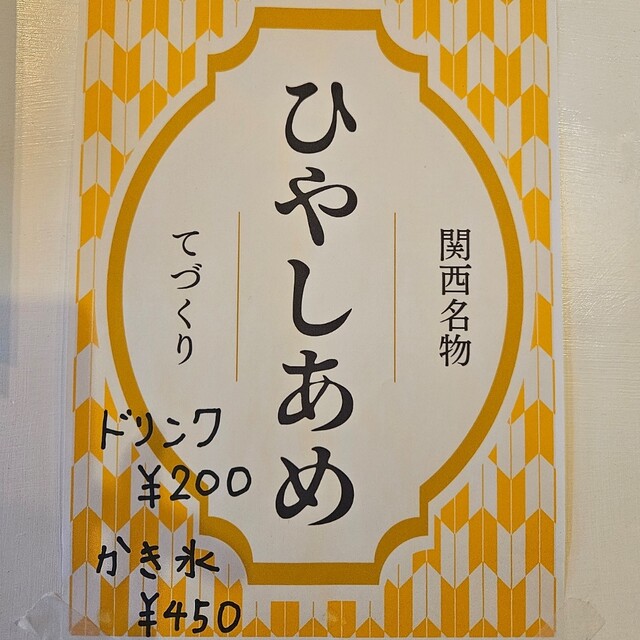 関西名物
ひやしあめ
てづくり
ドリンク
¥200
かき氷
¥450